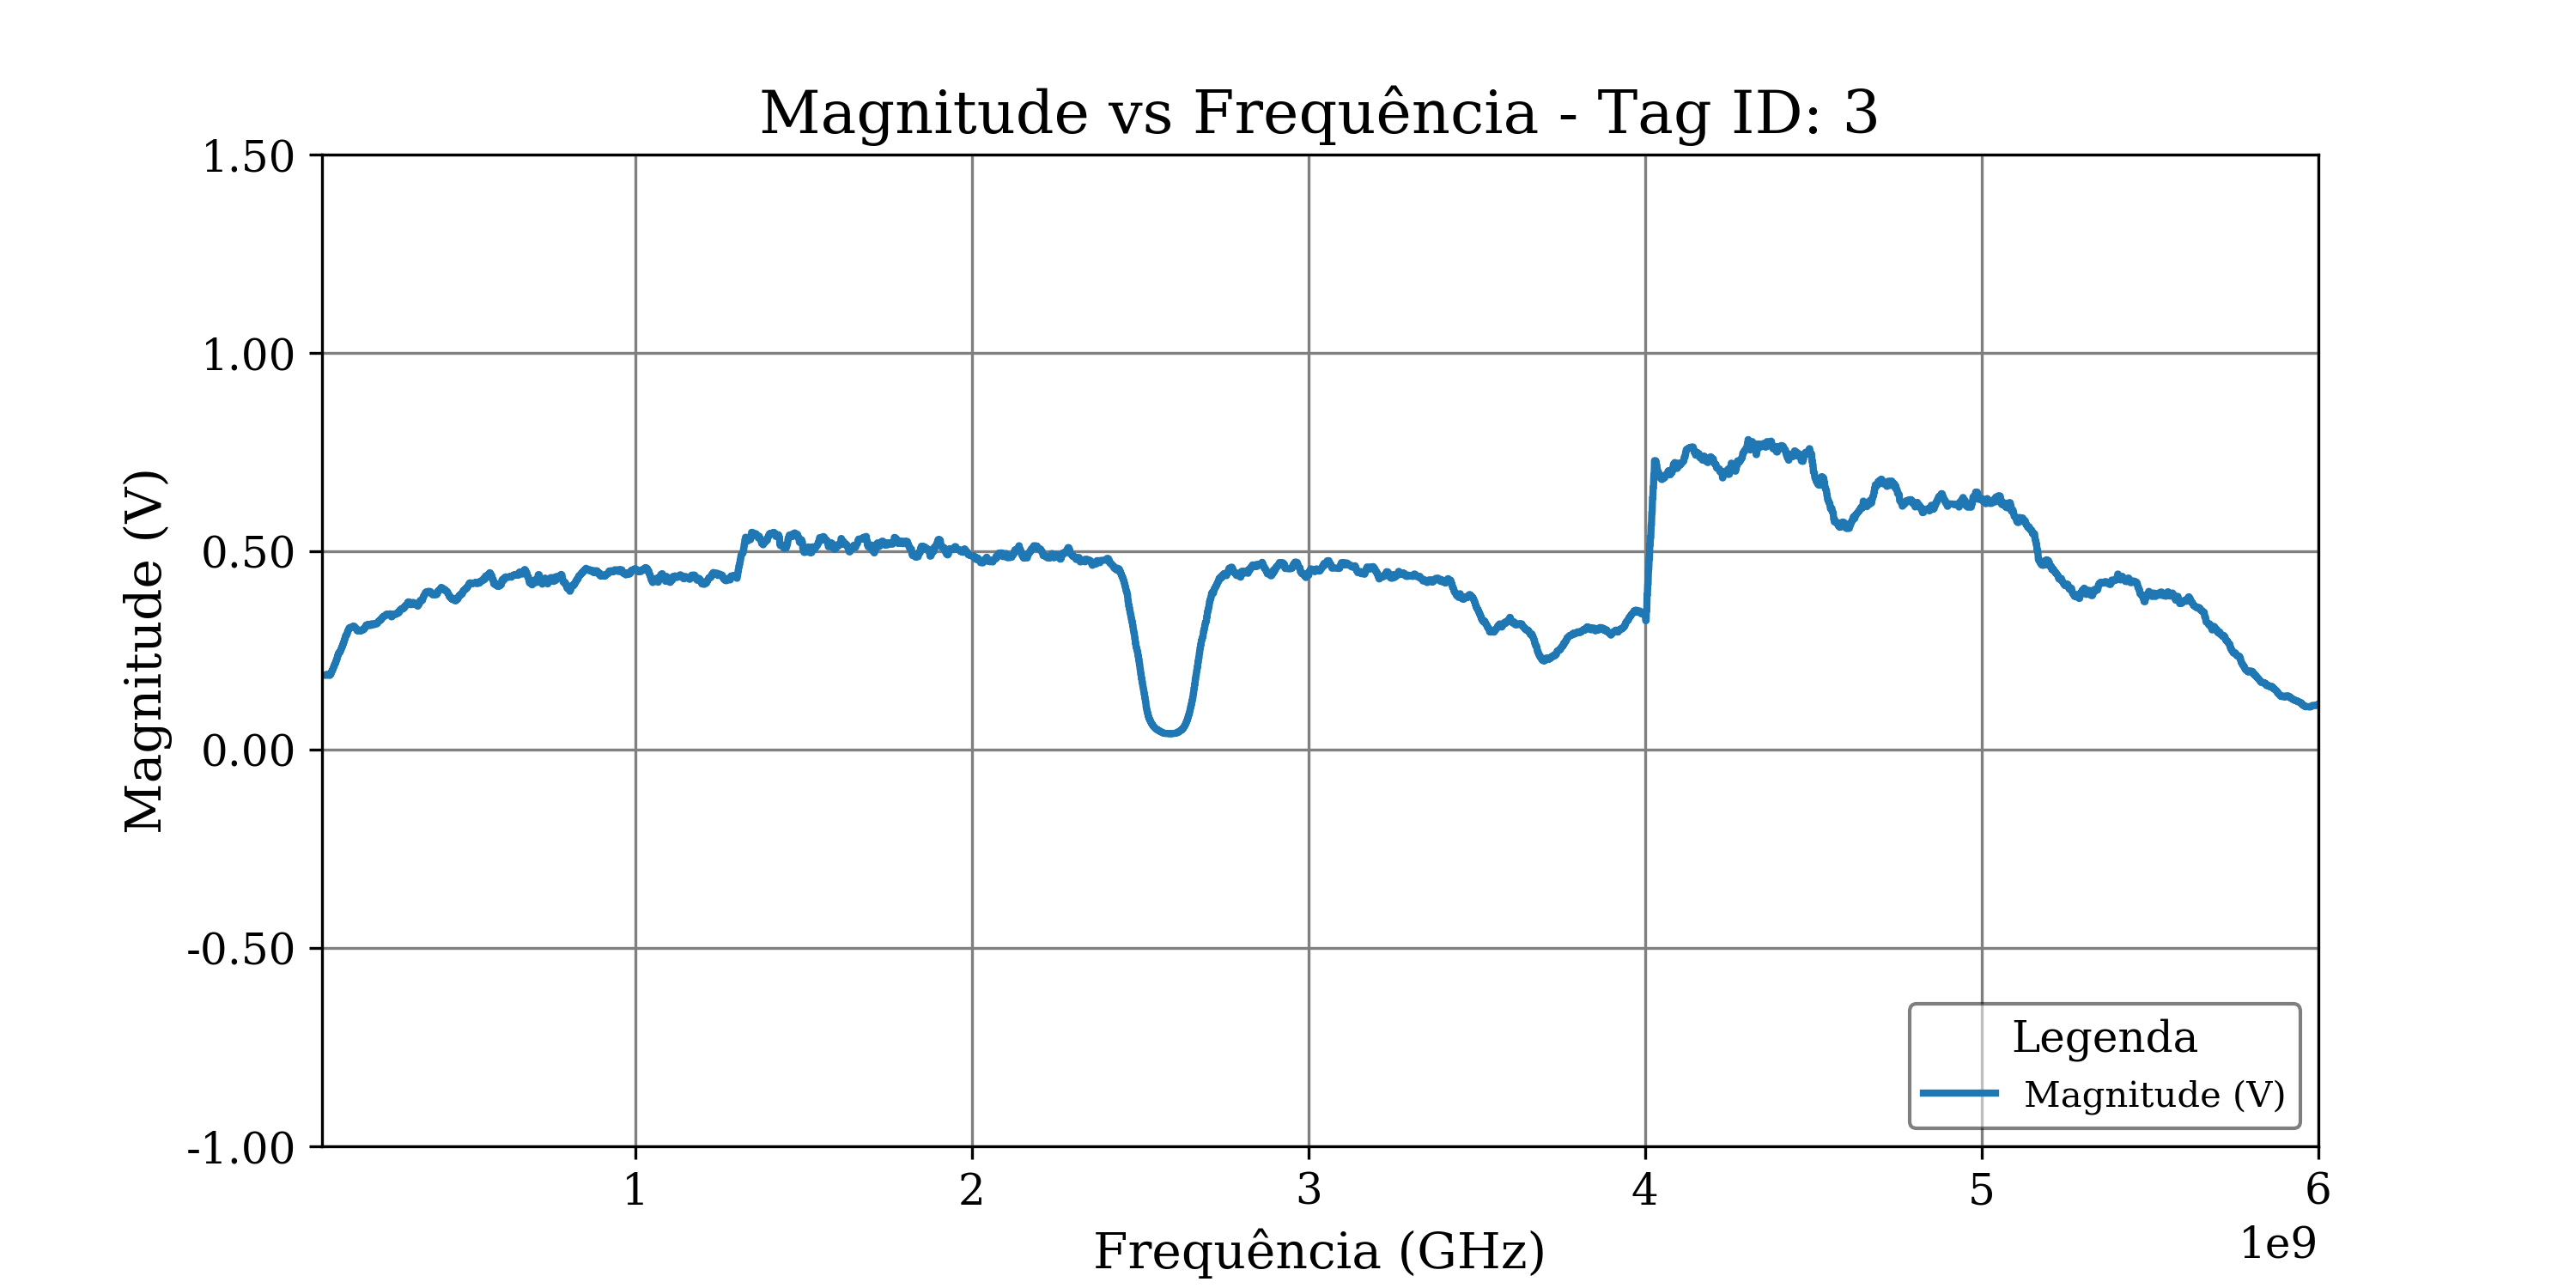 Magnitude vs Frequência - Tag ID: 3
Magnitude (V)
1.50
1.00
0.50
0.00
-0.50
-1.00
Legenda
Magnitude (V)
1 2 3 4 5 6
1e9
Frequência (GHz)